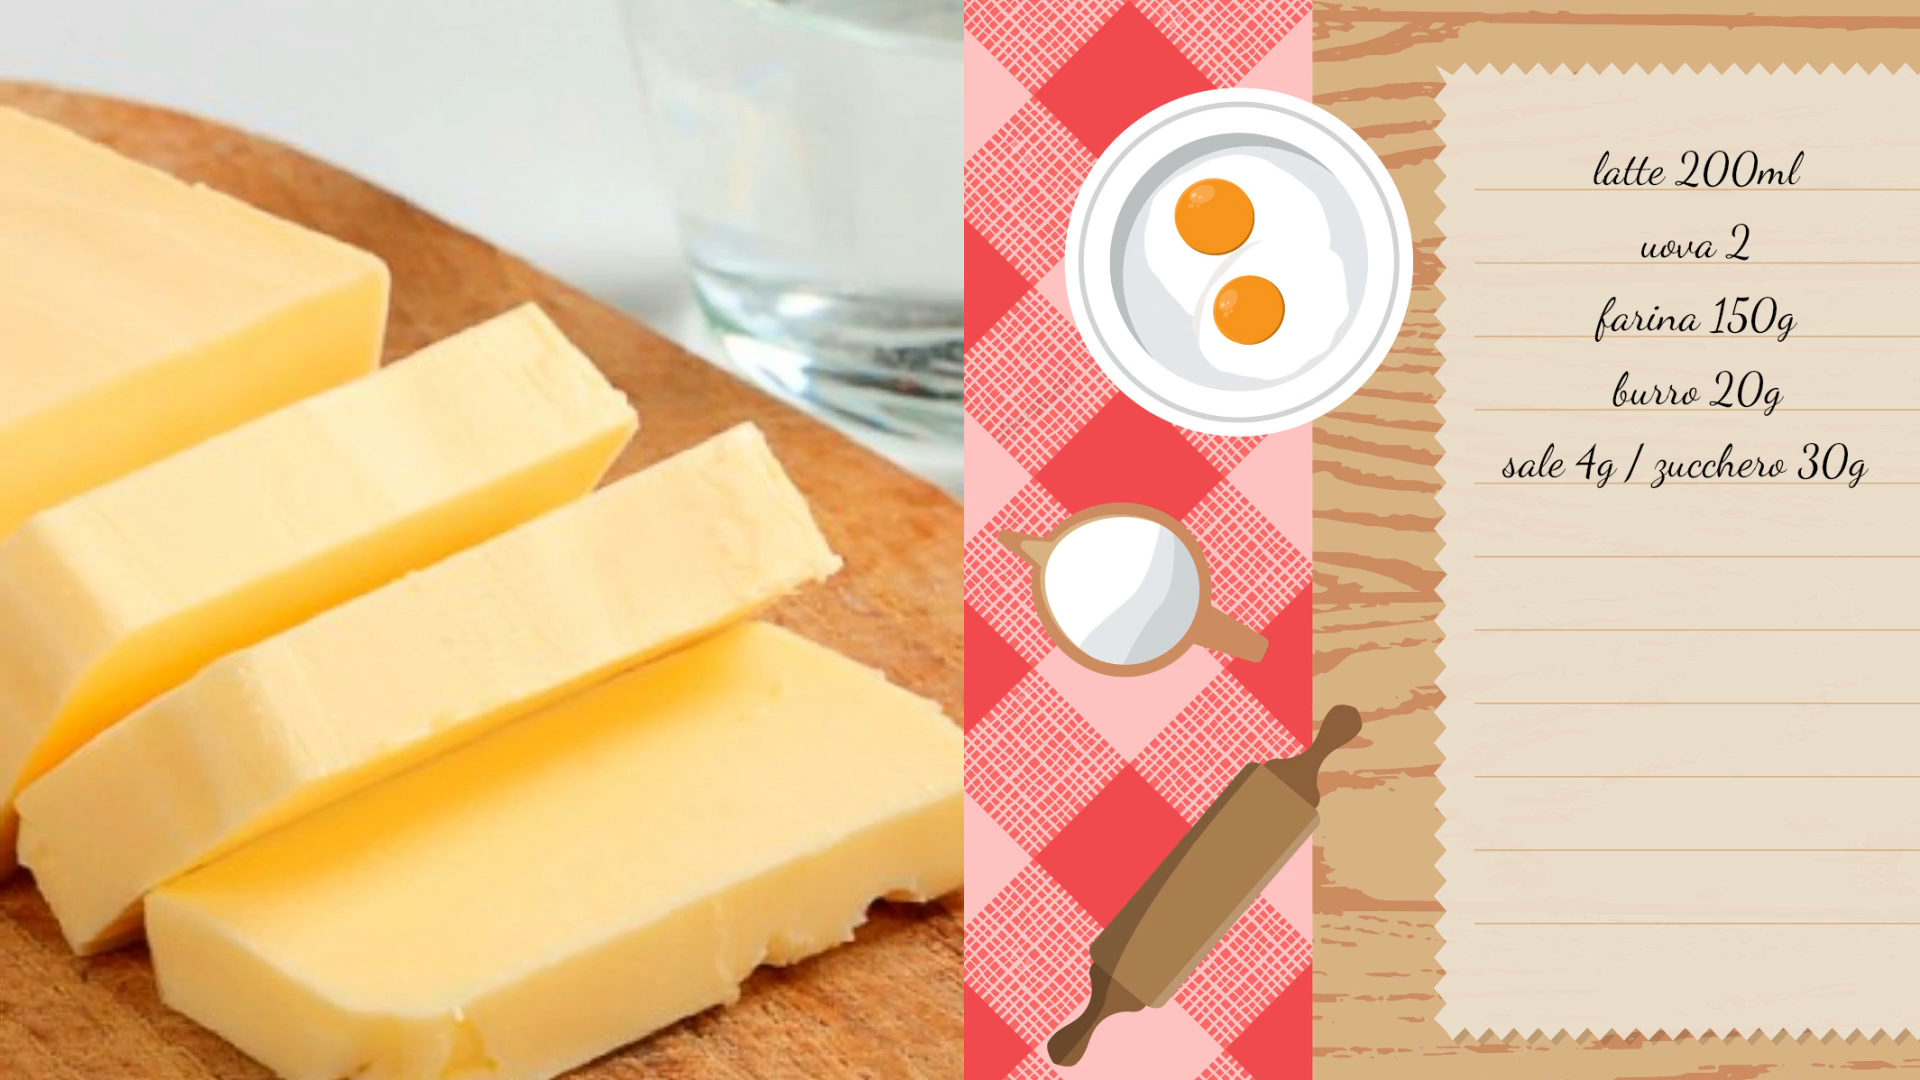 latte 200ml
uova 2
farina 150g
burro 20g
sale 4g / zucchero 30g